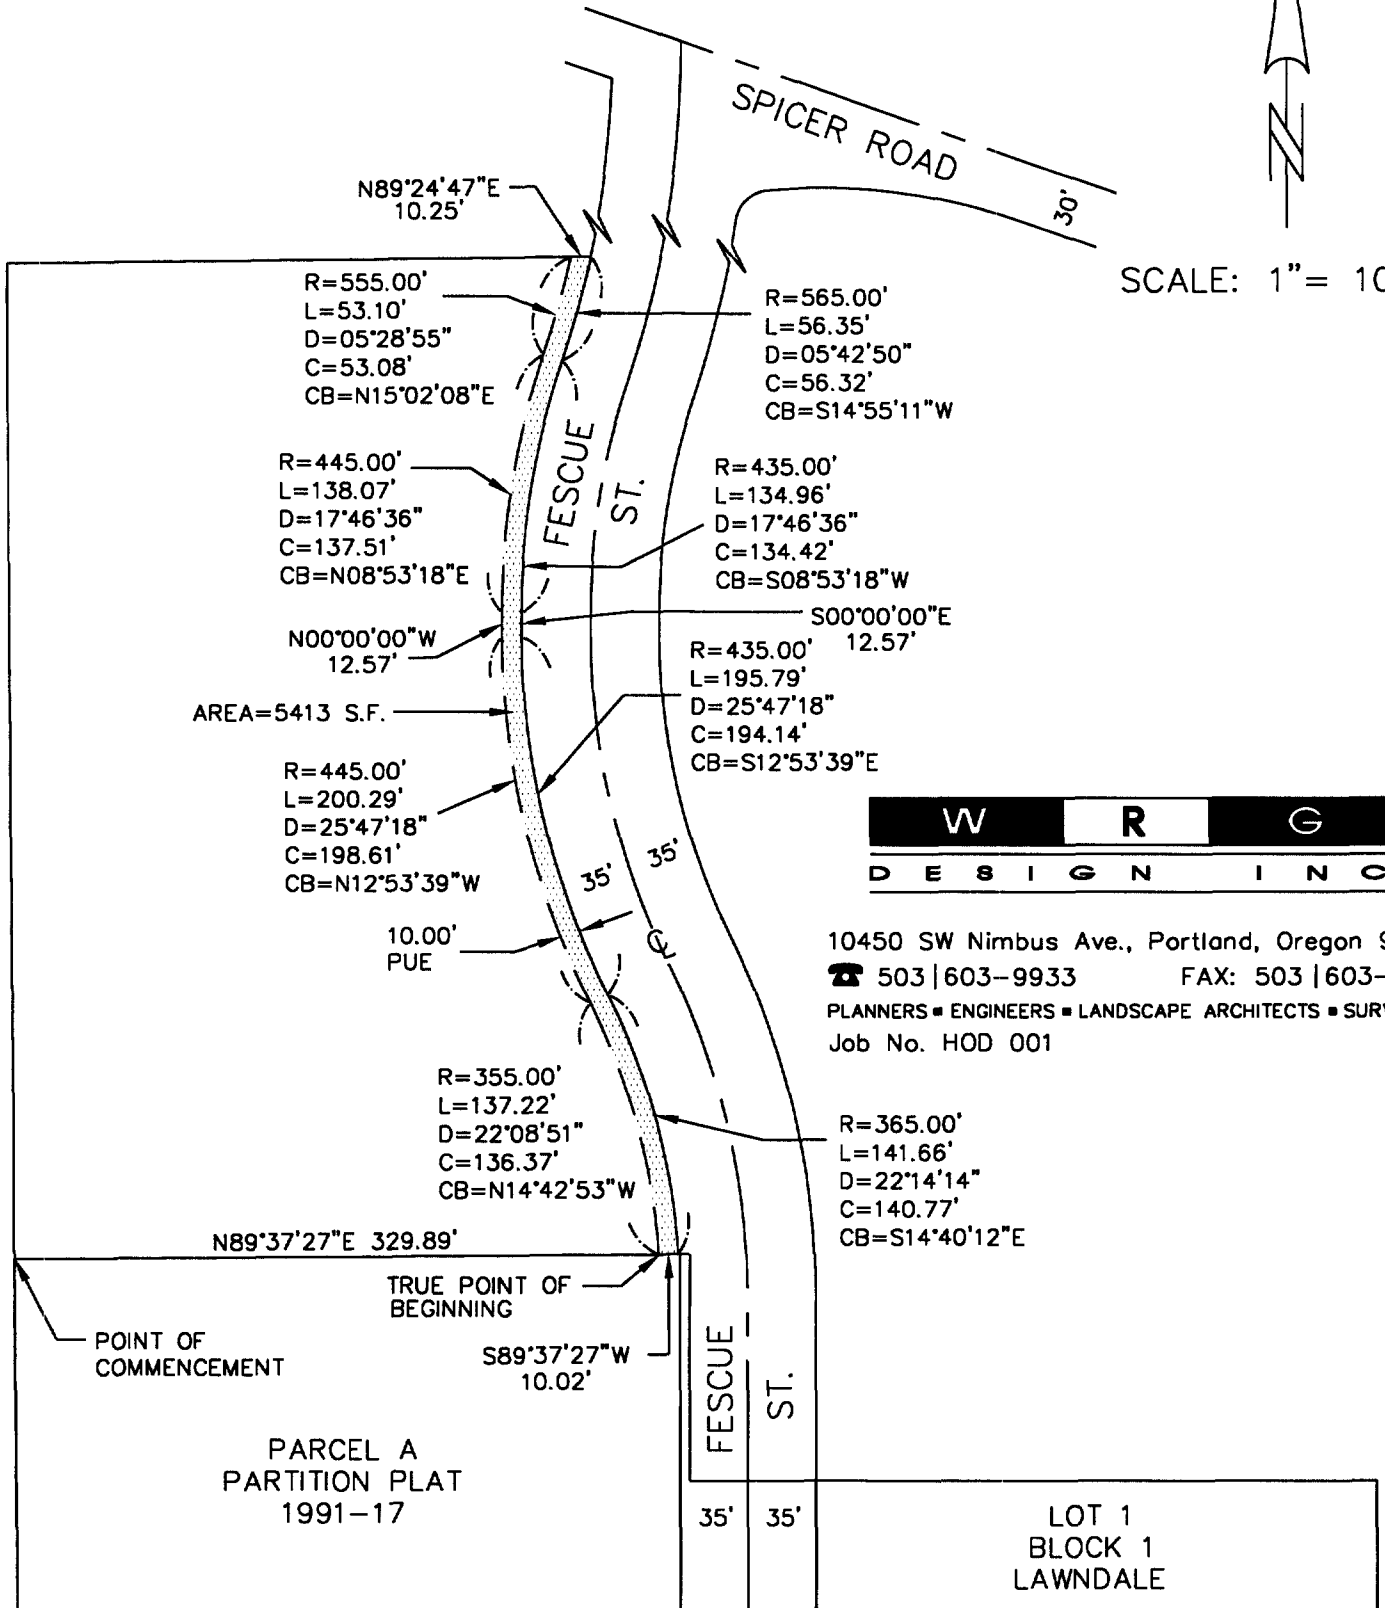 SPICER ROAD
30'
N
SCALE: 1"= 10
N89°24'47"E
10.25'
R=555.00'
L=53.10'
D=05°28'55"
C=53.08'
CB=N15°02'08"E
R=565.00'
L=56.35'
D=05°42'50"
C=56.32'
CB=S14°55'11"W
FESCUE
ST.
R=445.00'
L=138.07'
D=17°46'36"
C=137.51'
CB=N08°53'18"E
R=435.00'
L=134.96'
D=17°46'36"
C=134.42'
CB=S08°53'18"W
N00°00'00"W
12.57'
S00°00'00"E
12.57'
AREA=5413 S.F.
R=435.00'
L=195.79'
D=25°47'18"
C=194.14'
CB=S12°53'39"E
R=445.00'
L=200.29'
D=25°47'18"
C=198.61'
CB=N12°53'39"W
35'
35'
CL
10.00'
PUE
W R G
DESIGN INC
10450 SW Nimbus Ave., Portland, Oregon 9
☎ 503|603-9933 FAX: 503|603-
PLANNERS ▪ ENGINEERS ▪ LANDSCAPE ARCHITECTS ▪ SURV
Job No. HOD 001
R=355.00'
L=137.22'
D=22°08'51"
C=136.37'
CB=N14°42'53"W
R=365.00'
L=141.66'
D=22°14'14"
C=140.77'
CB=S14°40'12"E
N89°37'27"E 329.89'
TRUE POINT OF
BEGINNING
POINT OF
COMMENCEMENT
S89°37'27"W
10.02'
FESCUE
ST.
PARCEL A
PARTITION PLAT
1991-17
35'
35'
LOT 1
BLOCK 1
LAWNDALE